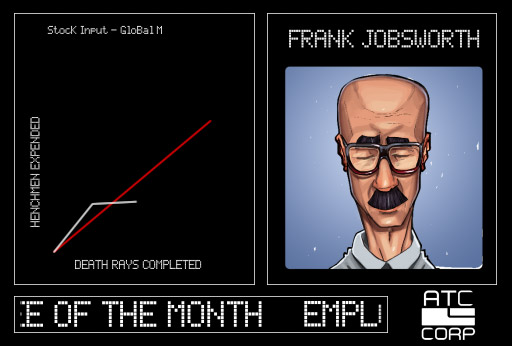 Stock Input - Global M
FRANK JOBSWORTH
HENCHMEN EXPENDED
DEATH RAYS COMPLETED
E OF THE MONTH EMPL
ATC
CORP